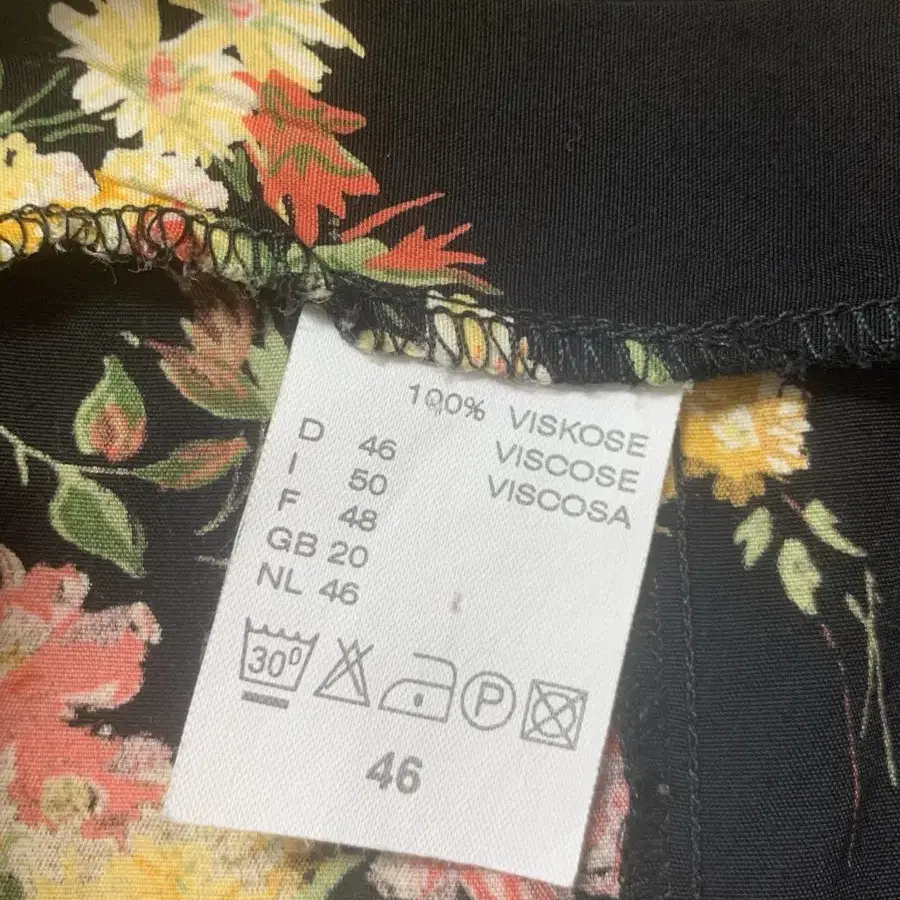 100% VISKOSE
VISCOSE
VISCOSA
D 46
I 50
F 48
GB 20
NL 46
30°
P
46